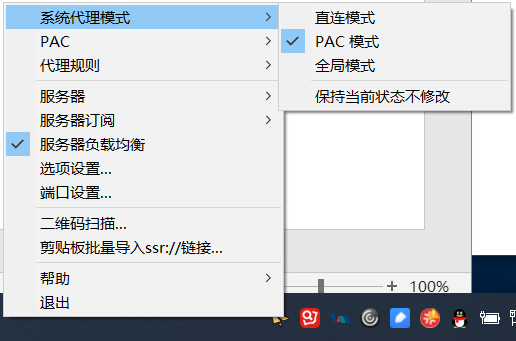 系统代理模式
PAC
代理规则
服务器
服务器订阅
服务器负载均衡
选项设置...
端口设置...
二维码扫描...
剪贴板批量导入ssr://链接...
帮助
退出
直连模式
PAC 模式
全局模式
保持当前状态不修改
100%